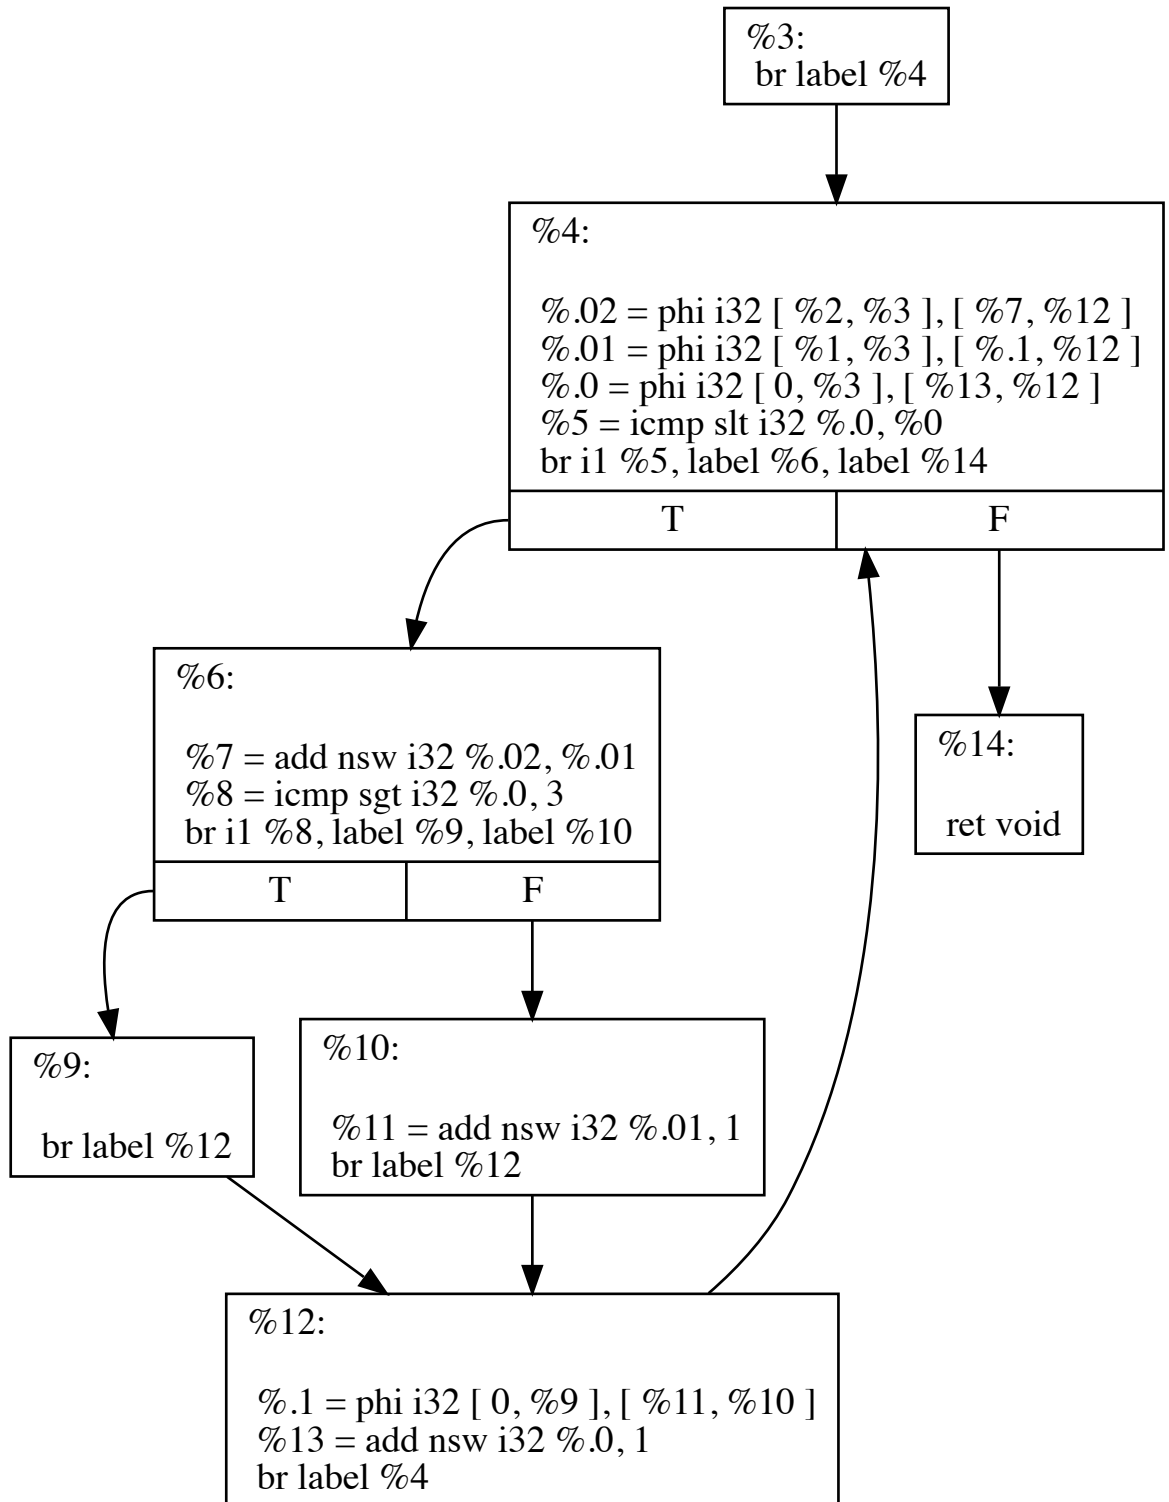 %3:
br label %4
%4:
%.02 = phi i32 [ %2, %3 ], [ %7, %12 ]
%.01 = phi i32 [ %1, %3 ], [ %.1, %12 ]
%.0 = phi i32 [ 0, %3 ], [ %13, %12 ]
%5 = icmp slt i32 %.0, %0
br i1 %5, label %6, label %14
T
F
%6:
%7 = add nsw i32 %.02, %.01
%8 = icmp sgt i32 %.0, 3
br i1 %8, label %9, label %10
T
F
%14:
ret void
%9:
br label %12
%10:
%11 = add nsw i32 %.01, 1
br label %12
%12:
%.1 = phi i32 [ 0, %9 ], [ %11, %10 ]
%13 = add nsw i32 %.0, 1
br label %4